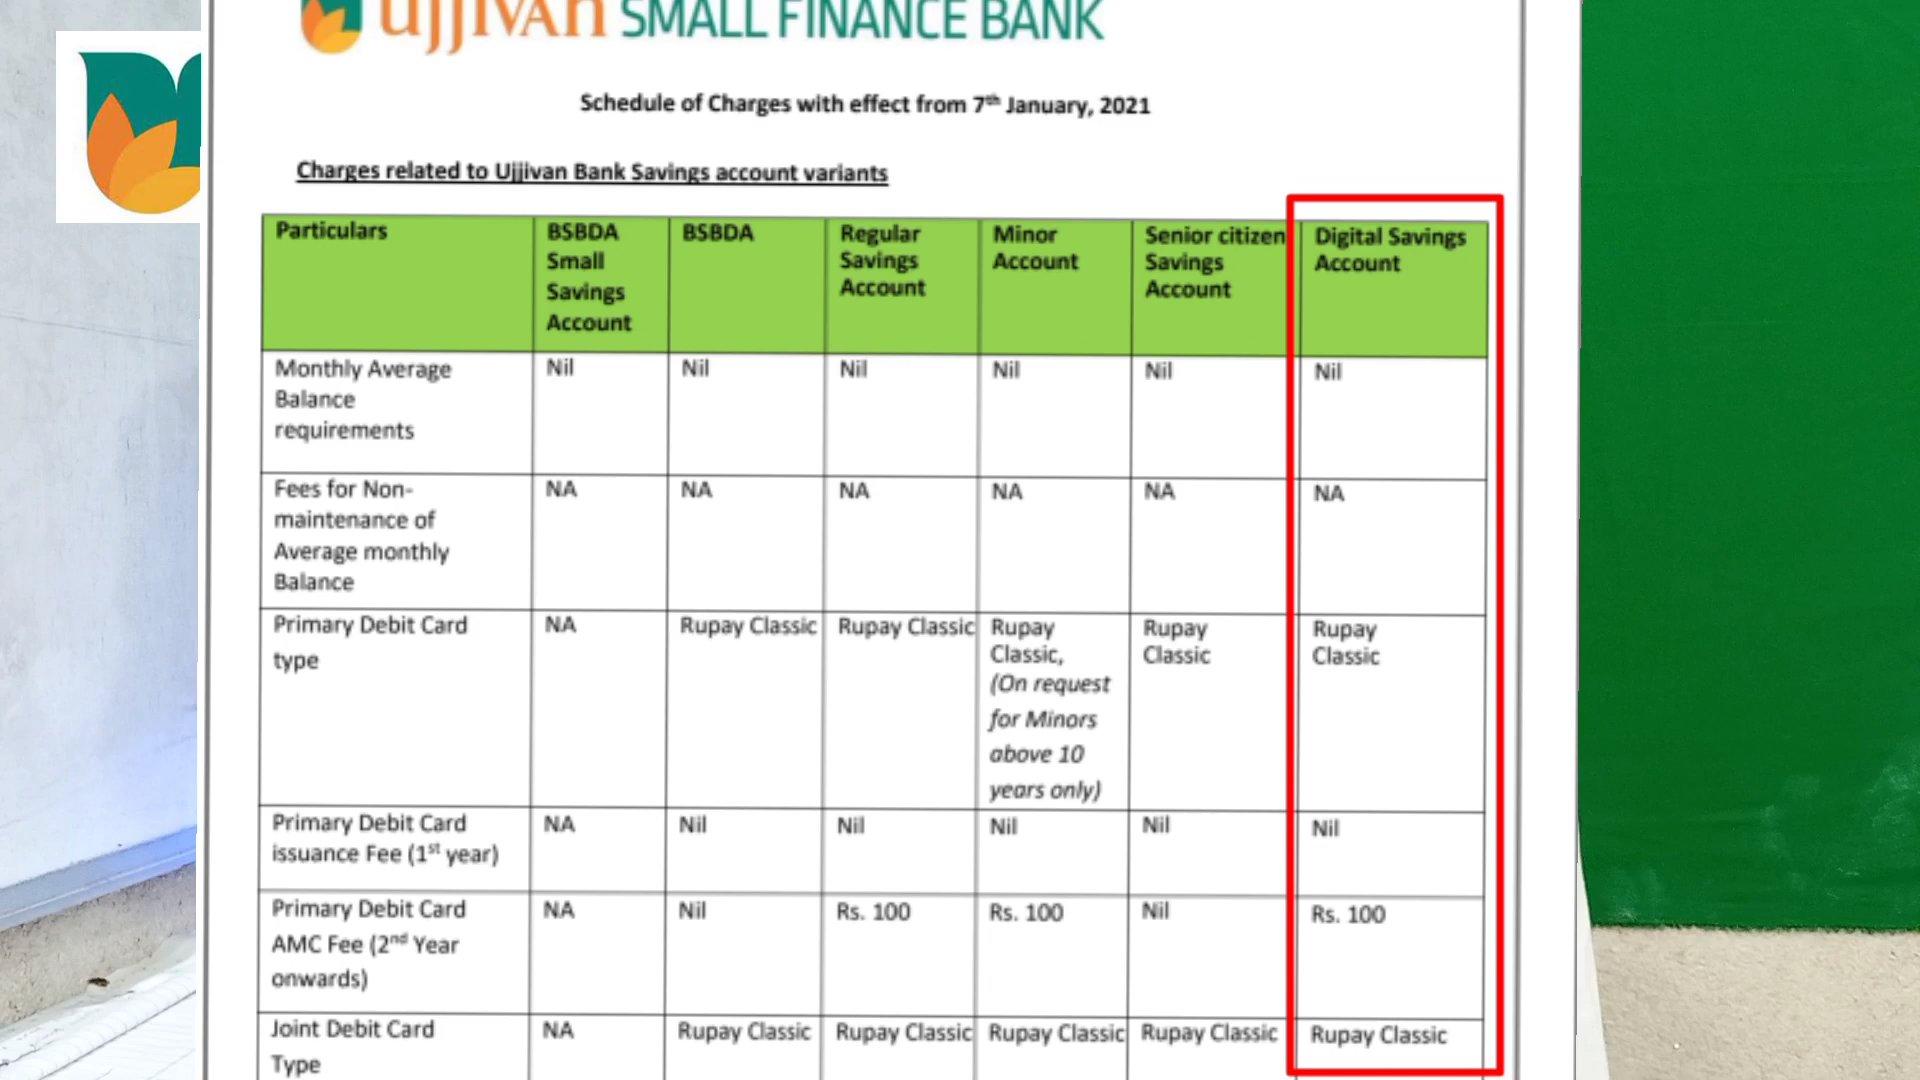 ujjivan SMALL FINANCE BANK
Schedule of Charges with effect from 7th January, 2021
Charges related to Ujjivan Bank Savings account variants
Particulars
BSBDA
Small
Savings
Account
BSBDA
Regular
Savings
Account
Minor
Account
Senior citizen
Savings
Account
Digital Savings
Account
Monthly Average
Balance
requirements
Nil
Nil
Nil
Nil
Nil
Nil
Fees for Non-
maintenance of
Average monthly
Balance
NA
NA
NA
NA
NA
NA
Primary Debit Card
type
NA
Rupay Classic
Rupay Classic
Rupay
Classic,
(On request
for Minors
above 10
years only)
Rupay
Classic
Rupay
Classic
Primary Debit Card
issuance Fee (1st year)
NA
Nil
Nil
Nil
Nil
Nil
Primary Debit Card
AMC Fee (2nd Year
onwards)
NA
Nil
Rs. 100
Rs. 100
Nil
Rs. 100
Joint Debit Card
Type
NA
Rupay Classic
Rupay Classic
Rupay Classic
Rupay Classic
Rupay Classic